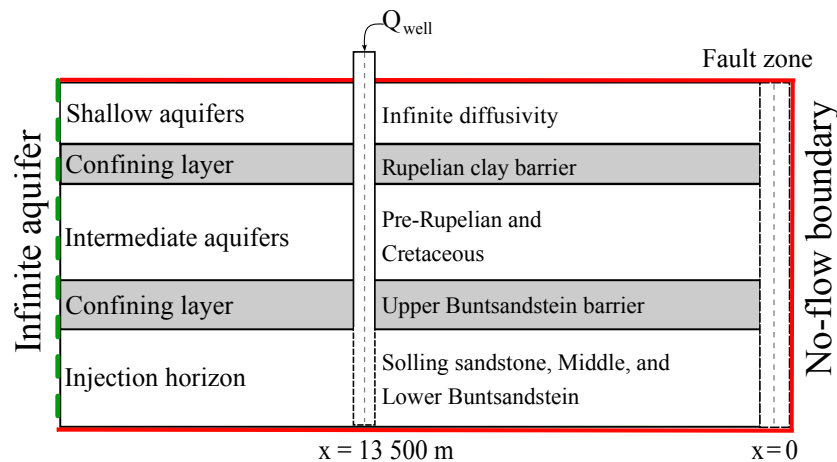 Q well
Fault zone
Infinite aquifer
Shallow aquifers
Infinite diffusivity
Confining layer
Rupelian clay barrier
Intermediate aquifers
Pre-Rupelian and
Cretaceous
Confining layer
Upper Buntsandstein barrier
Injection horizon
Solling sandstone, Middle, and
Lower Buntsandstein
No-flow boundary
x = 13 500 m
x=0